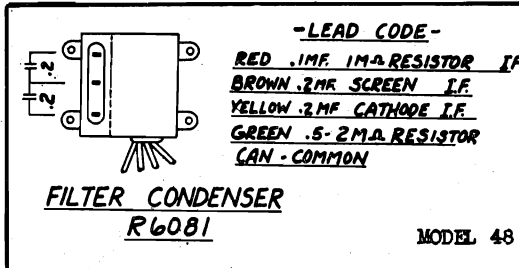 -LEAD CODE-
RED .1MF. 1MΩ RESISTOR IF
BROWN .2MF SCREEN I.F.
YELLOW .2MF CATHODE I.F.
GREEN .5-2MΩ RESISTOR
CAN - COMMON
.2
.2
FILTER CONDENSER
R6081
MODEL 48